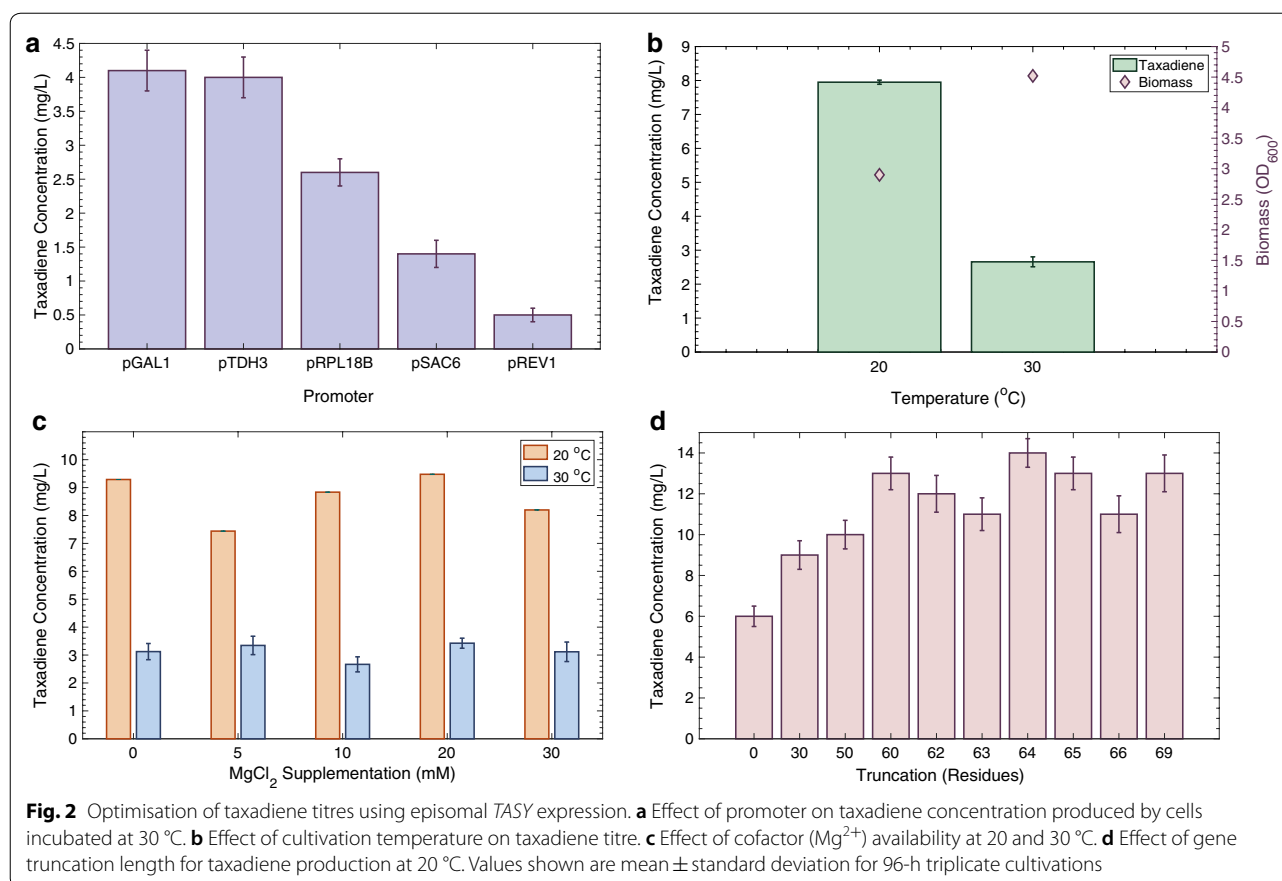 a
4.5
4
3.5
3
2.5
2
1.5
1
0.5
0
Taxadiene Concentration (mg/L)
pGAL1 pTDH3 pRPL18B pSAC6 pREV1
Promoter
b
9
8
7
6
5
4
3
2
1
0
Taxadiene Concentration (mg/L)
Taxadiene
Biomass
5
4.5
4
3.5
3
2.5
2
1.5
1
0.5
0
Biomass (OD600)
20 30
Temperature (°C)
c
10
9
8
7
6
5
4
3
2
1
0
Taxadiene Concentration (mg/L)
20 °C
30 °C
0 5 10 20 30
MgCl2 Supplementation (mM)
d
14
12
10
8
6
4
2
0
Taxadiene Concentration (mg/L)
0 30 50 60 62 63 64 65 66 69
Truncation (Residues)
Fig. 2 Optimisation of taxadiene titres using episomal TASY expression. a Effect of promoter on taxadiene concentration produced by cells
incubated at 30 °C. b Effect of cultivation temperature on taxadiene titre. c Effect of cofactor (Mg2+) availability at 20 and 30 °C. d Effect of gene
truncation length for taxadiene production at 20 °C. Values shown are mean ± standard deviation for 96-h triplicate cultivations